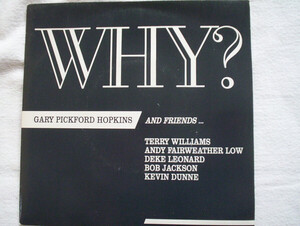 WHY?
GARY PICKFORD HOPKINS AND FRIENDS ...
TERRY WILLIAMS
ANDY FAIRWEATHER LOW
DEKE LEONARD
BOB JACKSON
KEVIN DUNNE